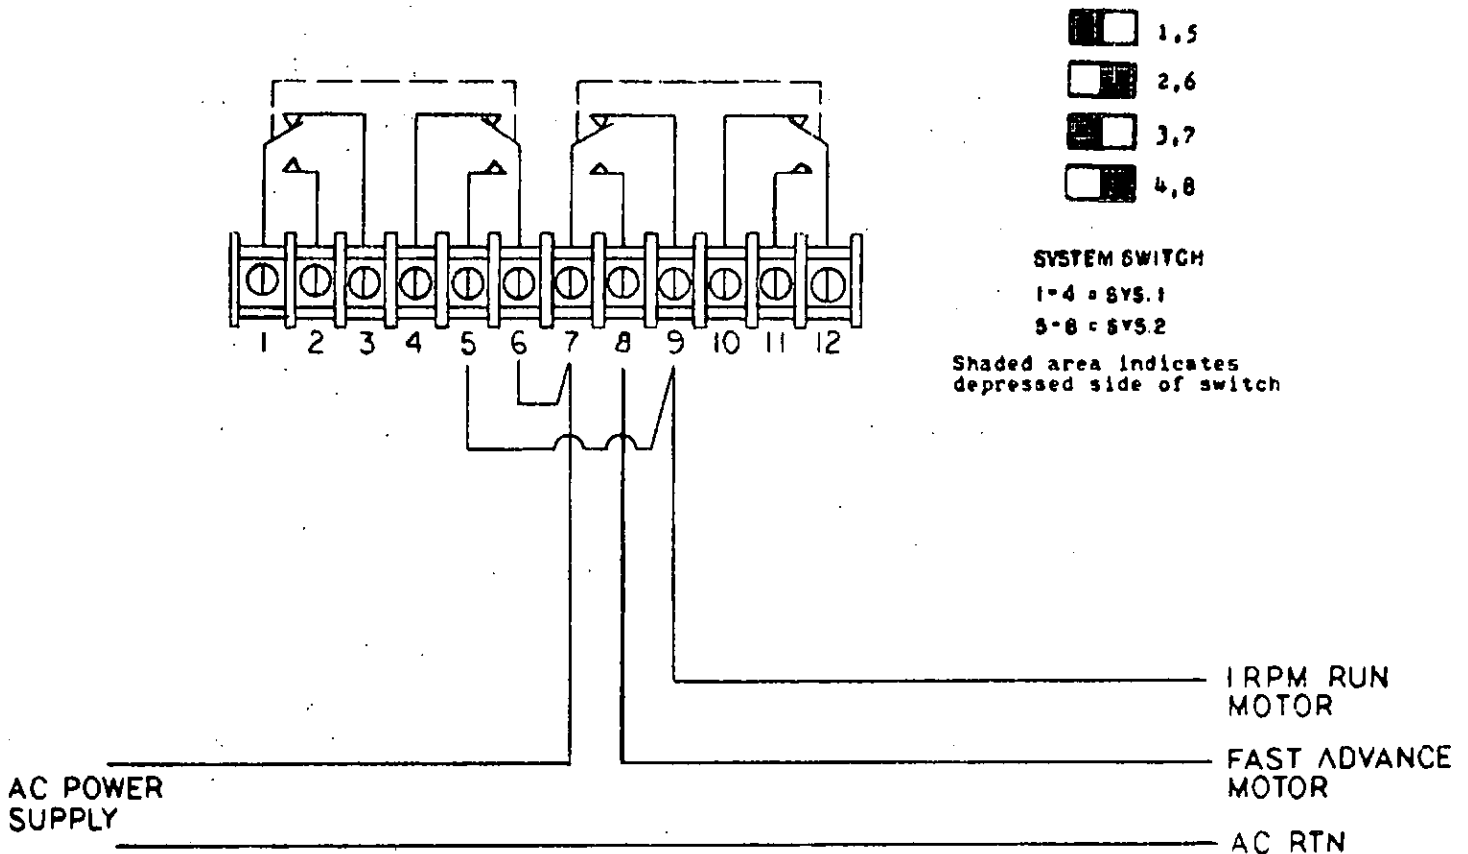 1,5
2,6
3,7
4,8
SYSTEM SWITCH
1-4 = SYS.1
5-8 = SYS.2
Shaded area indicates
depressed side of switch
1 2 3 4 5 6 7 8 9 10 11 12
1 RPM RUN
MOTOR
FAST ADVANCE
MOTOR
AC POWER
SUPPLY
AC RTN